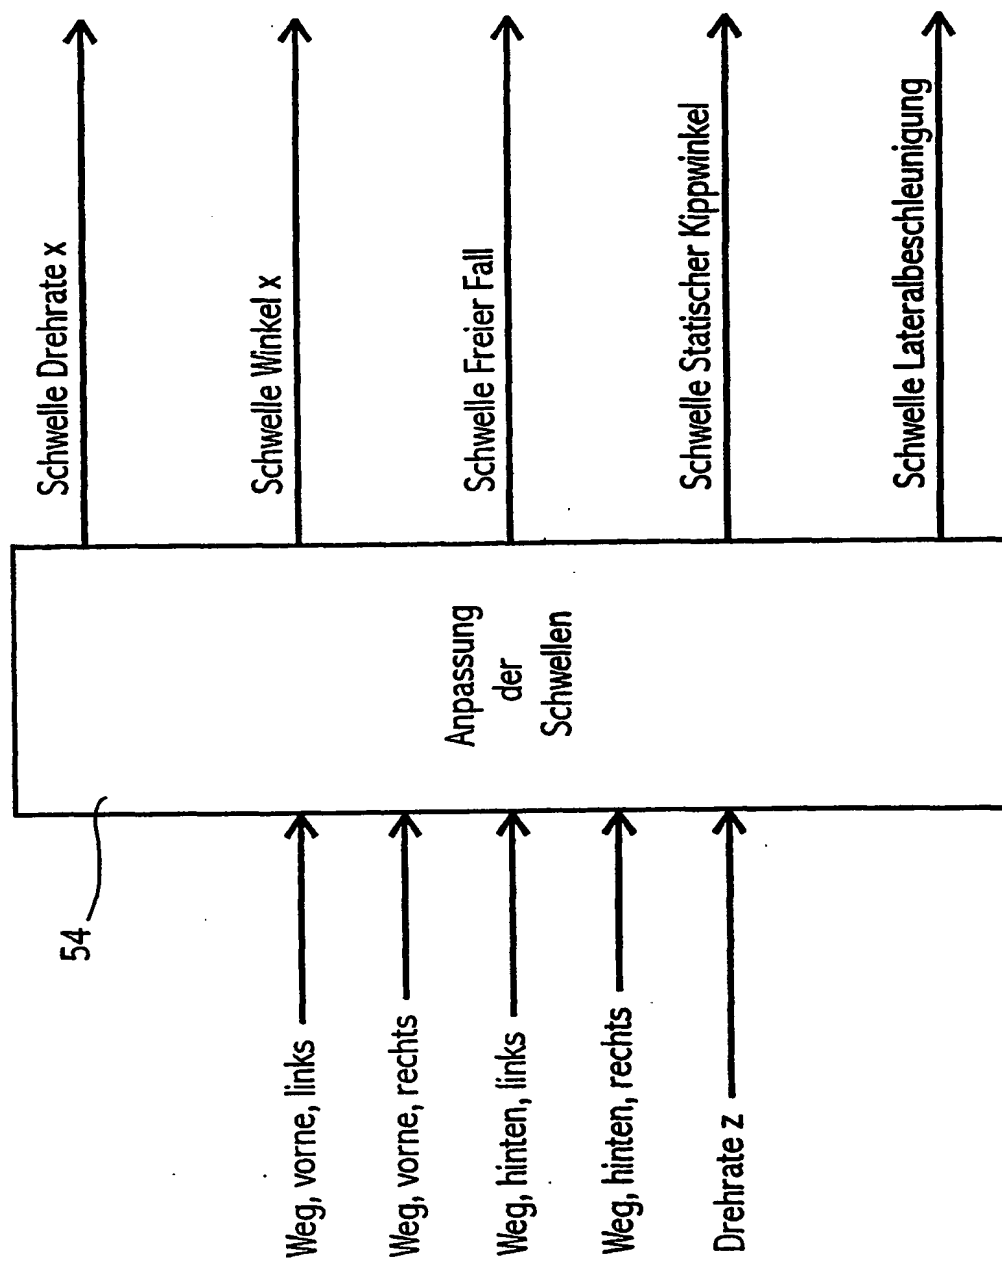 54
Weg, vorne, links
Weg, vorne, rechts
Weg, hinten, links
Weg, hinten, rechts
Drehrate z
Anpassung
der
Schwellen
Schwelle Drehrate x
Schwelle Winkel x
Schwelle Freier Fall
Schwelle Statischer Kippwinkel
Schwelle Lateralbeschleunigung